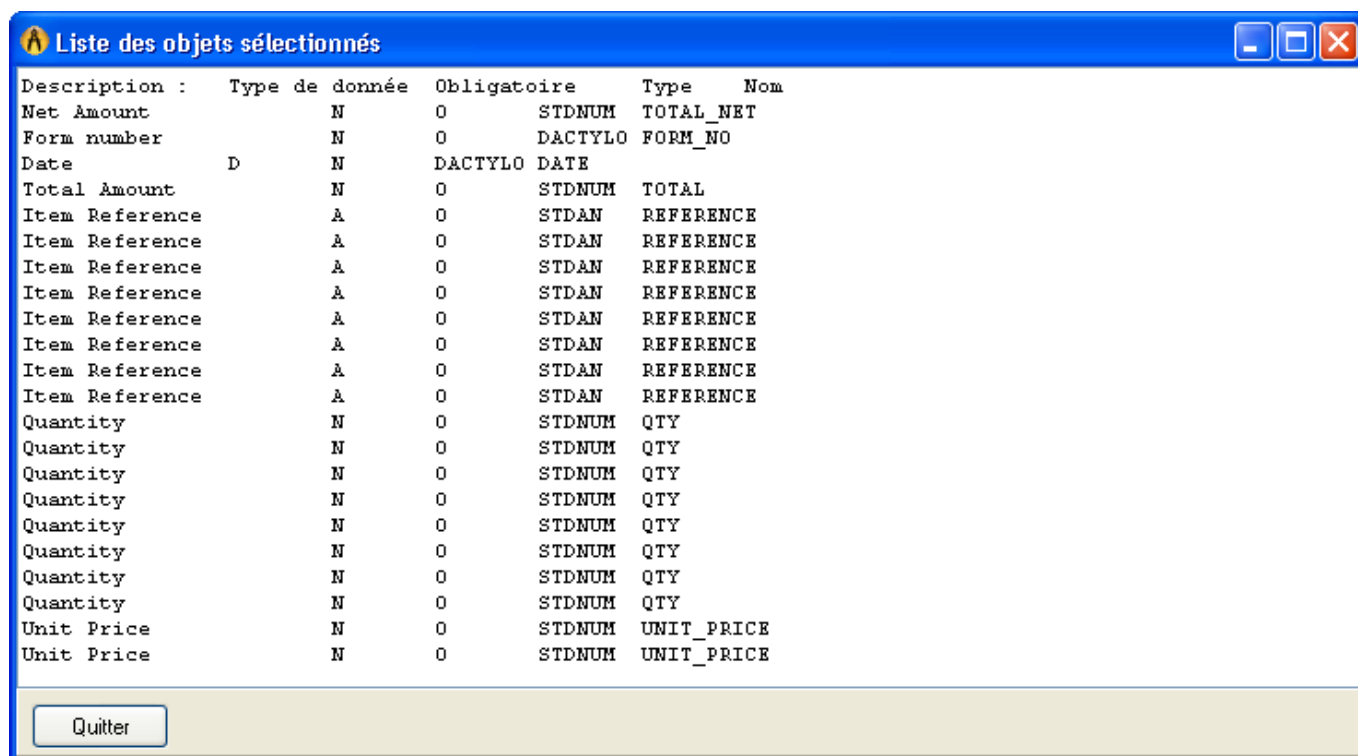 Liste des objets sélectionnés
Description : Type de donnée Obligatoire Type Nom
Net Amount N O STDNUM TOTAL_NET
Form number N O DACTYLO FORM_NO
Date D N DACTYLO DATE
Total Amount N O STDNUM TOTAL
Item Reference A O STDAN REFERENCE
Item Reference A O STDAN REFERENCE
Item Reference A O STDAN REFERENCE
Item Reference A O STDAN REFERENCE
Item Reference A O STDAN REFERENCE
Item Reference A O STDAN REFERENCE
Item Reference A O STDAN REFERENCE
Item Reference A O STDAN REFERENCE
Quantity N O STDNUM QTY
Quantity N O STDNUM QTY
Quantity N O STDNUM QTY
Quantity N O STDNUM QTY
Quantity N O STDNUM QTY
Quantity N O STDNUM QTY
Quantity N O STDNUM QTY
Quantity N O STDNUM QTY
Unit Price N O STDNUM UNIT_PRICE
Unit Price N O STDNUM UNIT_PRICE
Quitter